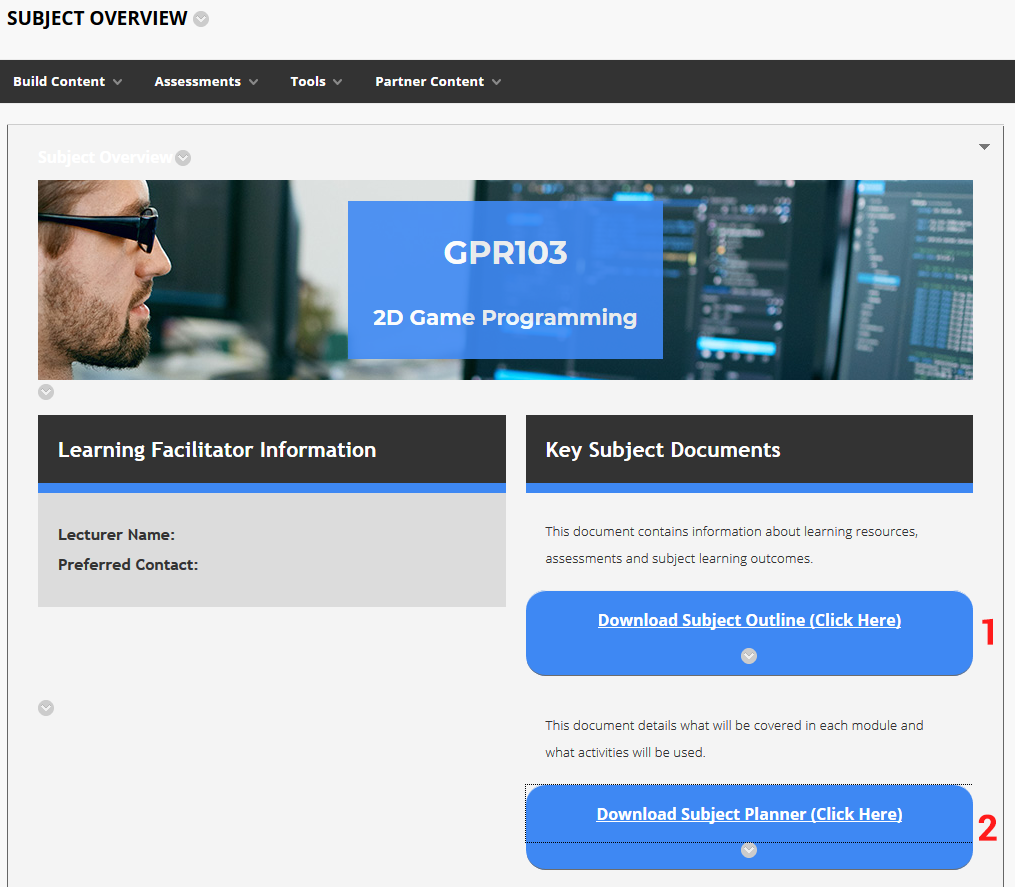 SUBJECT OVERVIEW
Build Content Assessments Tools Partner Content
Subject Overview
GPR103
2D Game Programming
Learning Facilitator Information
Lecturer Name:
Preferred Contact:
Key Subject Documents
This document contains information about learning resources,
assessments and subject learning outcomes.
Download Subject Outline (Click Here)
1
This document details what will be covered in each module and
what activities will be used.
Download Subject Planner (Click Here)
2